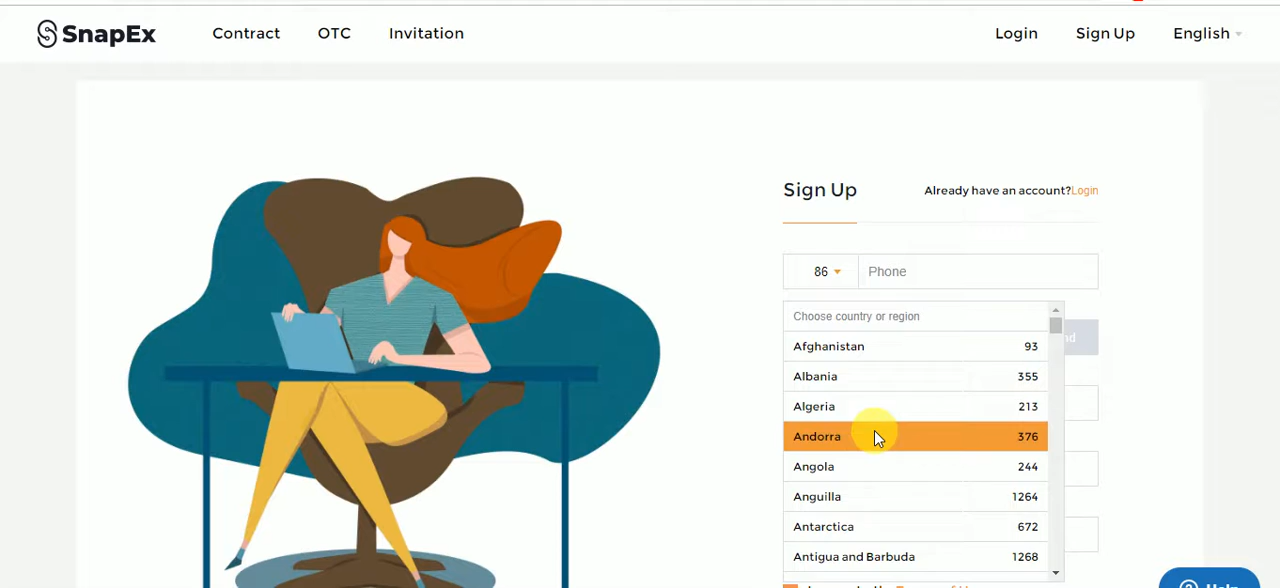 SnapEx Contract OTC Invitation Login Sign Up English
Sign Up Already have an account?Login
86 Phone
Choose country or region
Afghanistan 93
Albania 355
Algeria 213
Andorra 376
Angola 244
Anguilla 1264
Antarctica 672
Antigua and Barbuda 1268